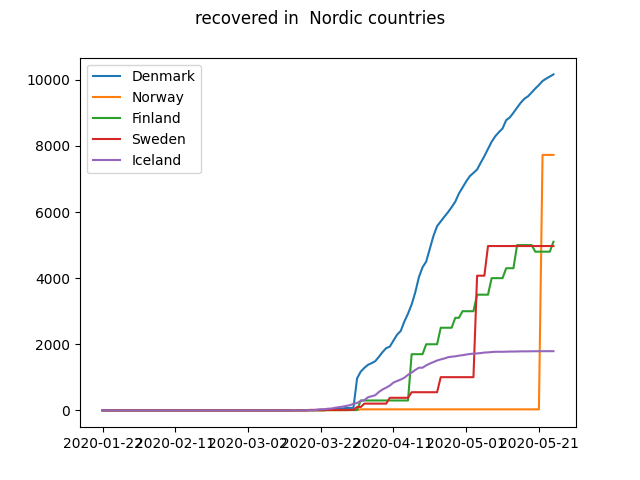 recovered in  Nordic countries
Denmark
Norway
Finland
Sweden
Iceland
10000
8000
6000
4000
2000
0
2020-01-22 2020-02-11 2020-03-02 2020-03-22 2020-04-11 2020-05-01 2020-05-21